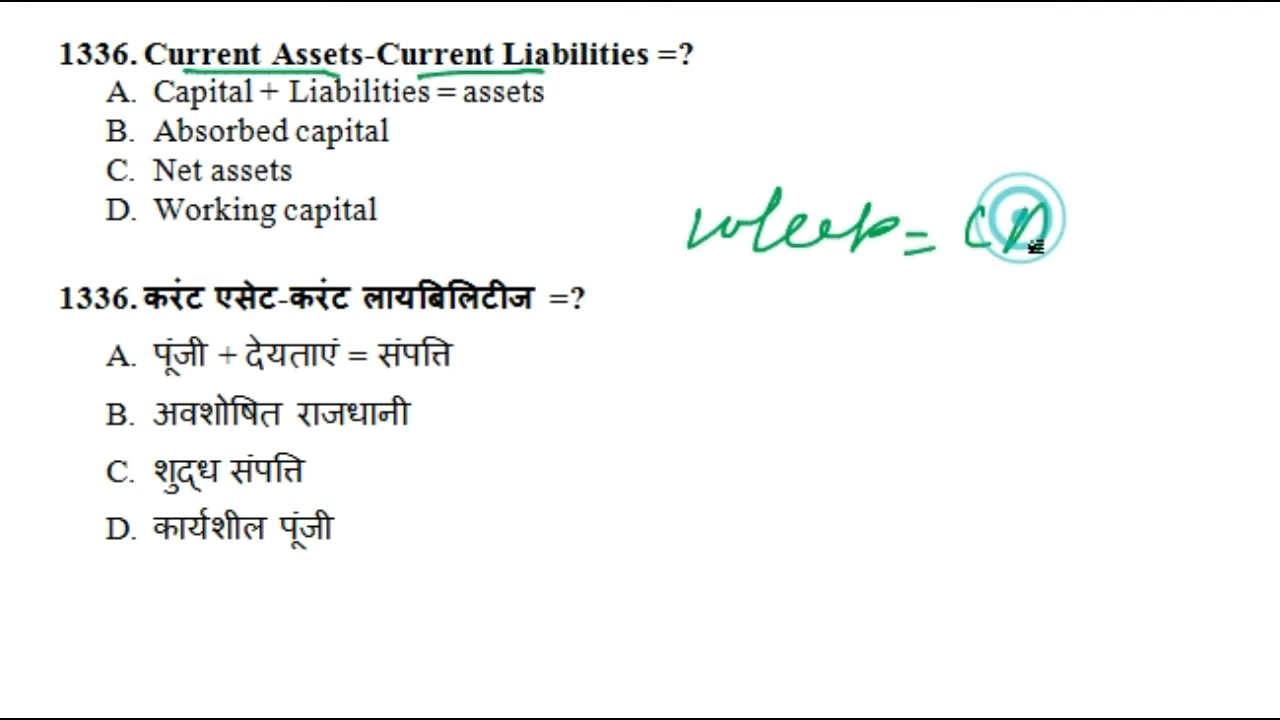 1336. Current Assets-Current Liabilities =?
A. Capital + Liabilities = assets
B. Absorbed capital
C. Net assets
D. Working capital
1336. करंट एसेट-करंट लायबिलिटीज =?
A. पूंजी + देयताएं = संपत्ति
B. अवशोषित राजधानी
C. शुद्ध संपत्ति
D. कार्यशील पूंजी